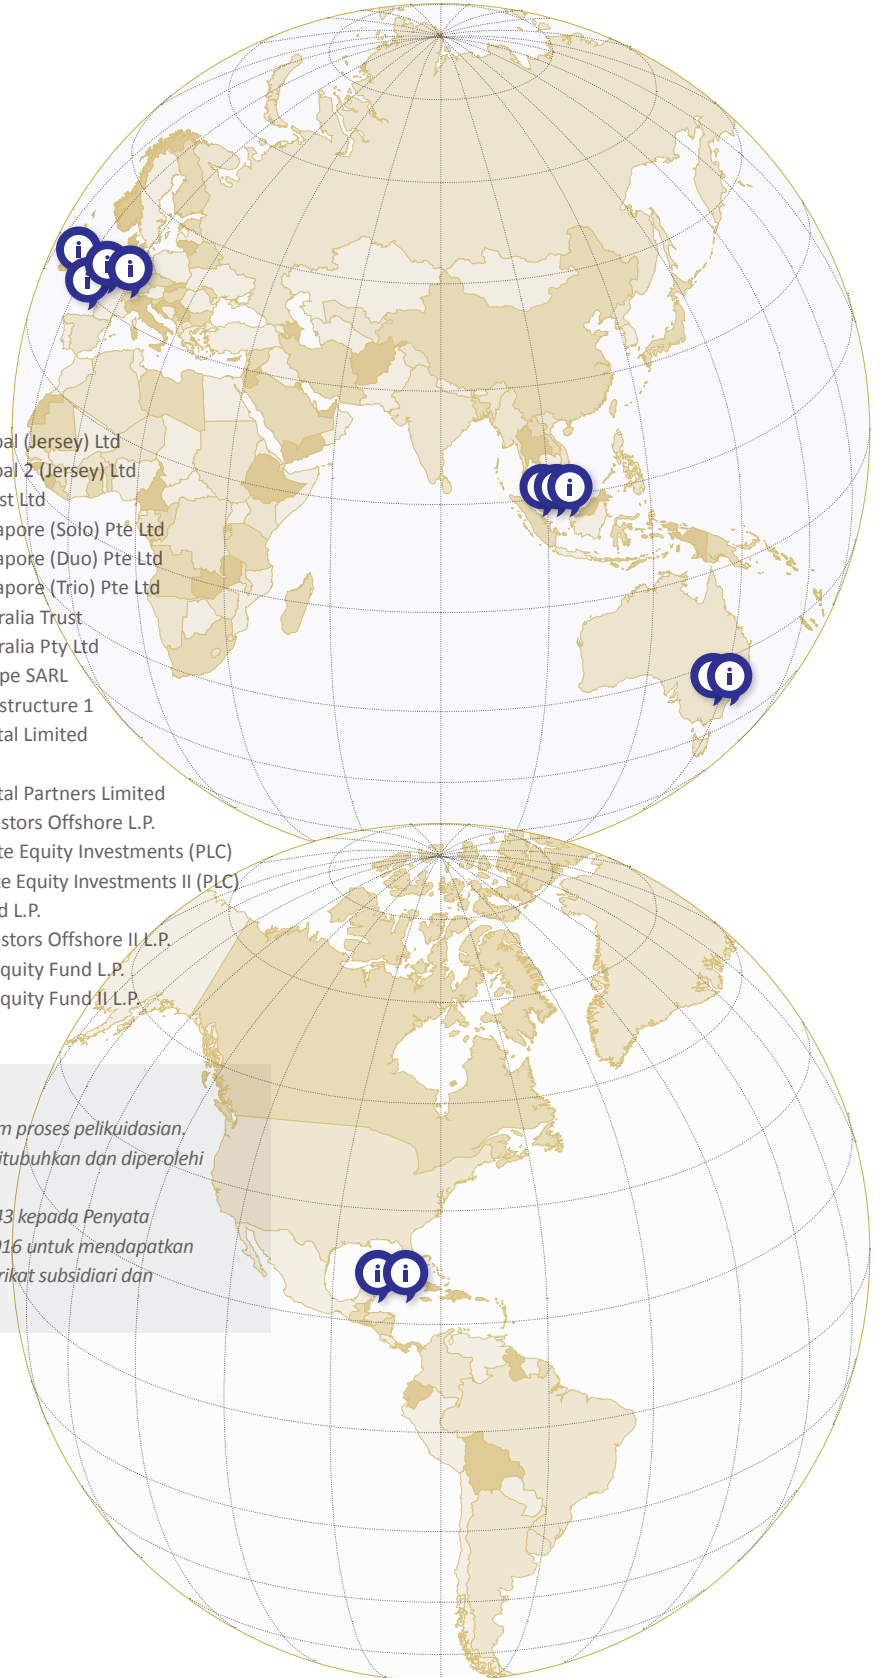 bal (Jersey) Ltd
bal 2 (Jersey) Ltd
st Ltd
apore (Solo) Pte Ltd
apore (Duo) Pte Ltd
apore (Trio) Pte Ltd
ralia Trust
ralia Pty Ltd
pe SARL
structure 1
tal Limited
tal Partners Limited
estors Offshore L.P.
te Equity Investments (PLC)
te Equity Investments II (PLC)
d L.P.
estors Offshore II L.P.
quity Fund L.P.
quity Fund II L.P.
m proses pelikuidasian.
itubuhkan dan diperolehi
43 kepada Penyata
016 untuk mendapatkan
rikat subsidiari dan